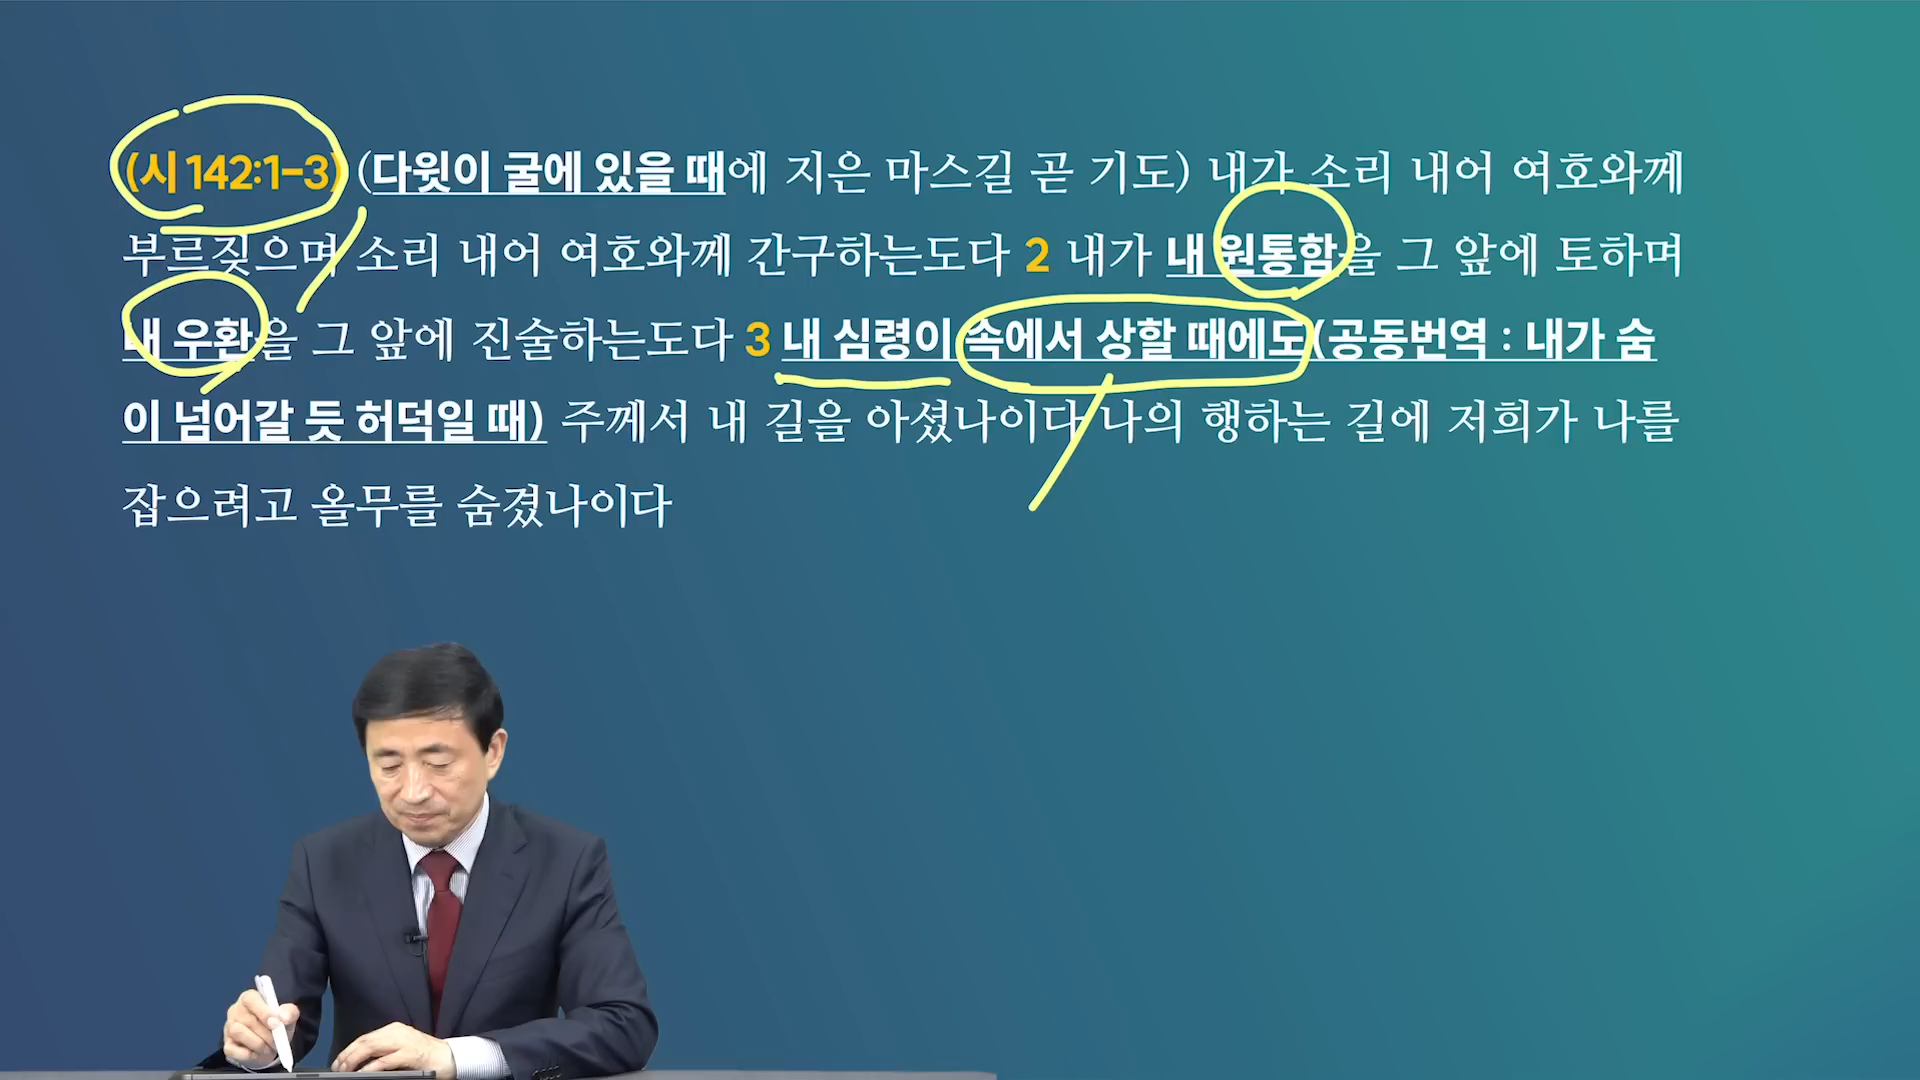 (시 142:1-3) (다윗이 굴에 있을 때에 지은 마스길 곧 기도) 내가 소리 내어 여호와께
부르짖으며 소리 내어 여호와께 간구하는도다 2 내가 내 원통함을 그 앞에 토하며
내 우환을 그 앞에 진술하는도다 3 내 심령이 속에서 상할 때에도(공동번역 : 내가 숨
이 넘어갈 듯 허덕일 때) 주께서 내 길을 아셨나이다 나의 행하는 길에 저희가 나를
잡으려고 올무를 숨겼나이다